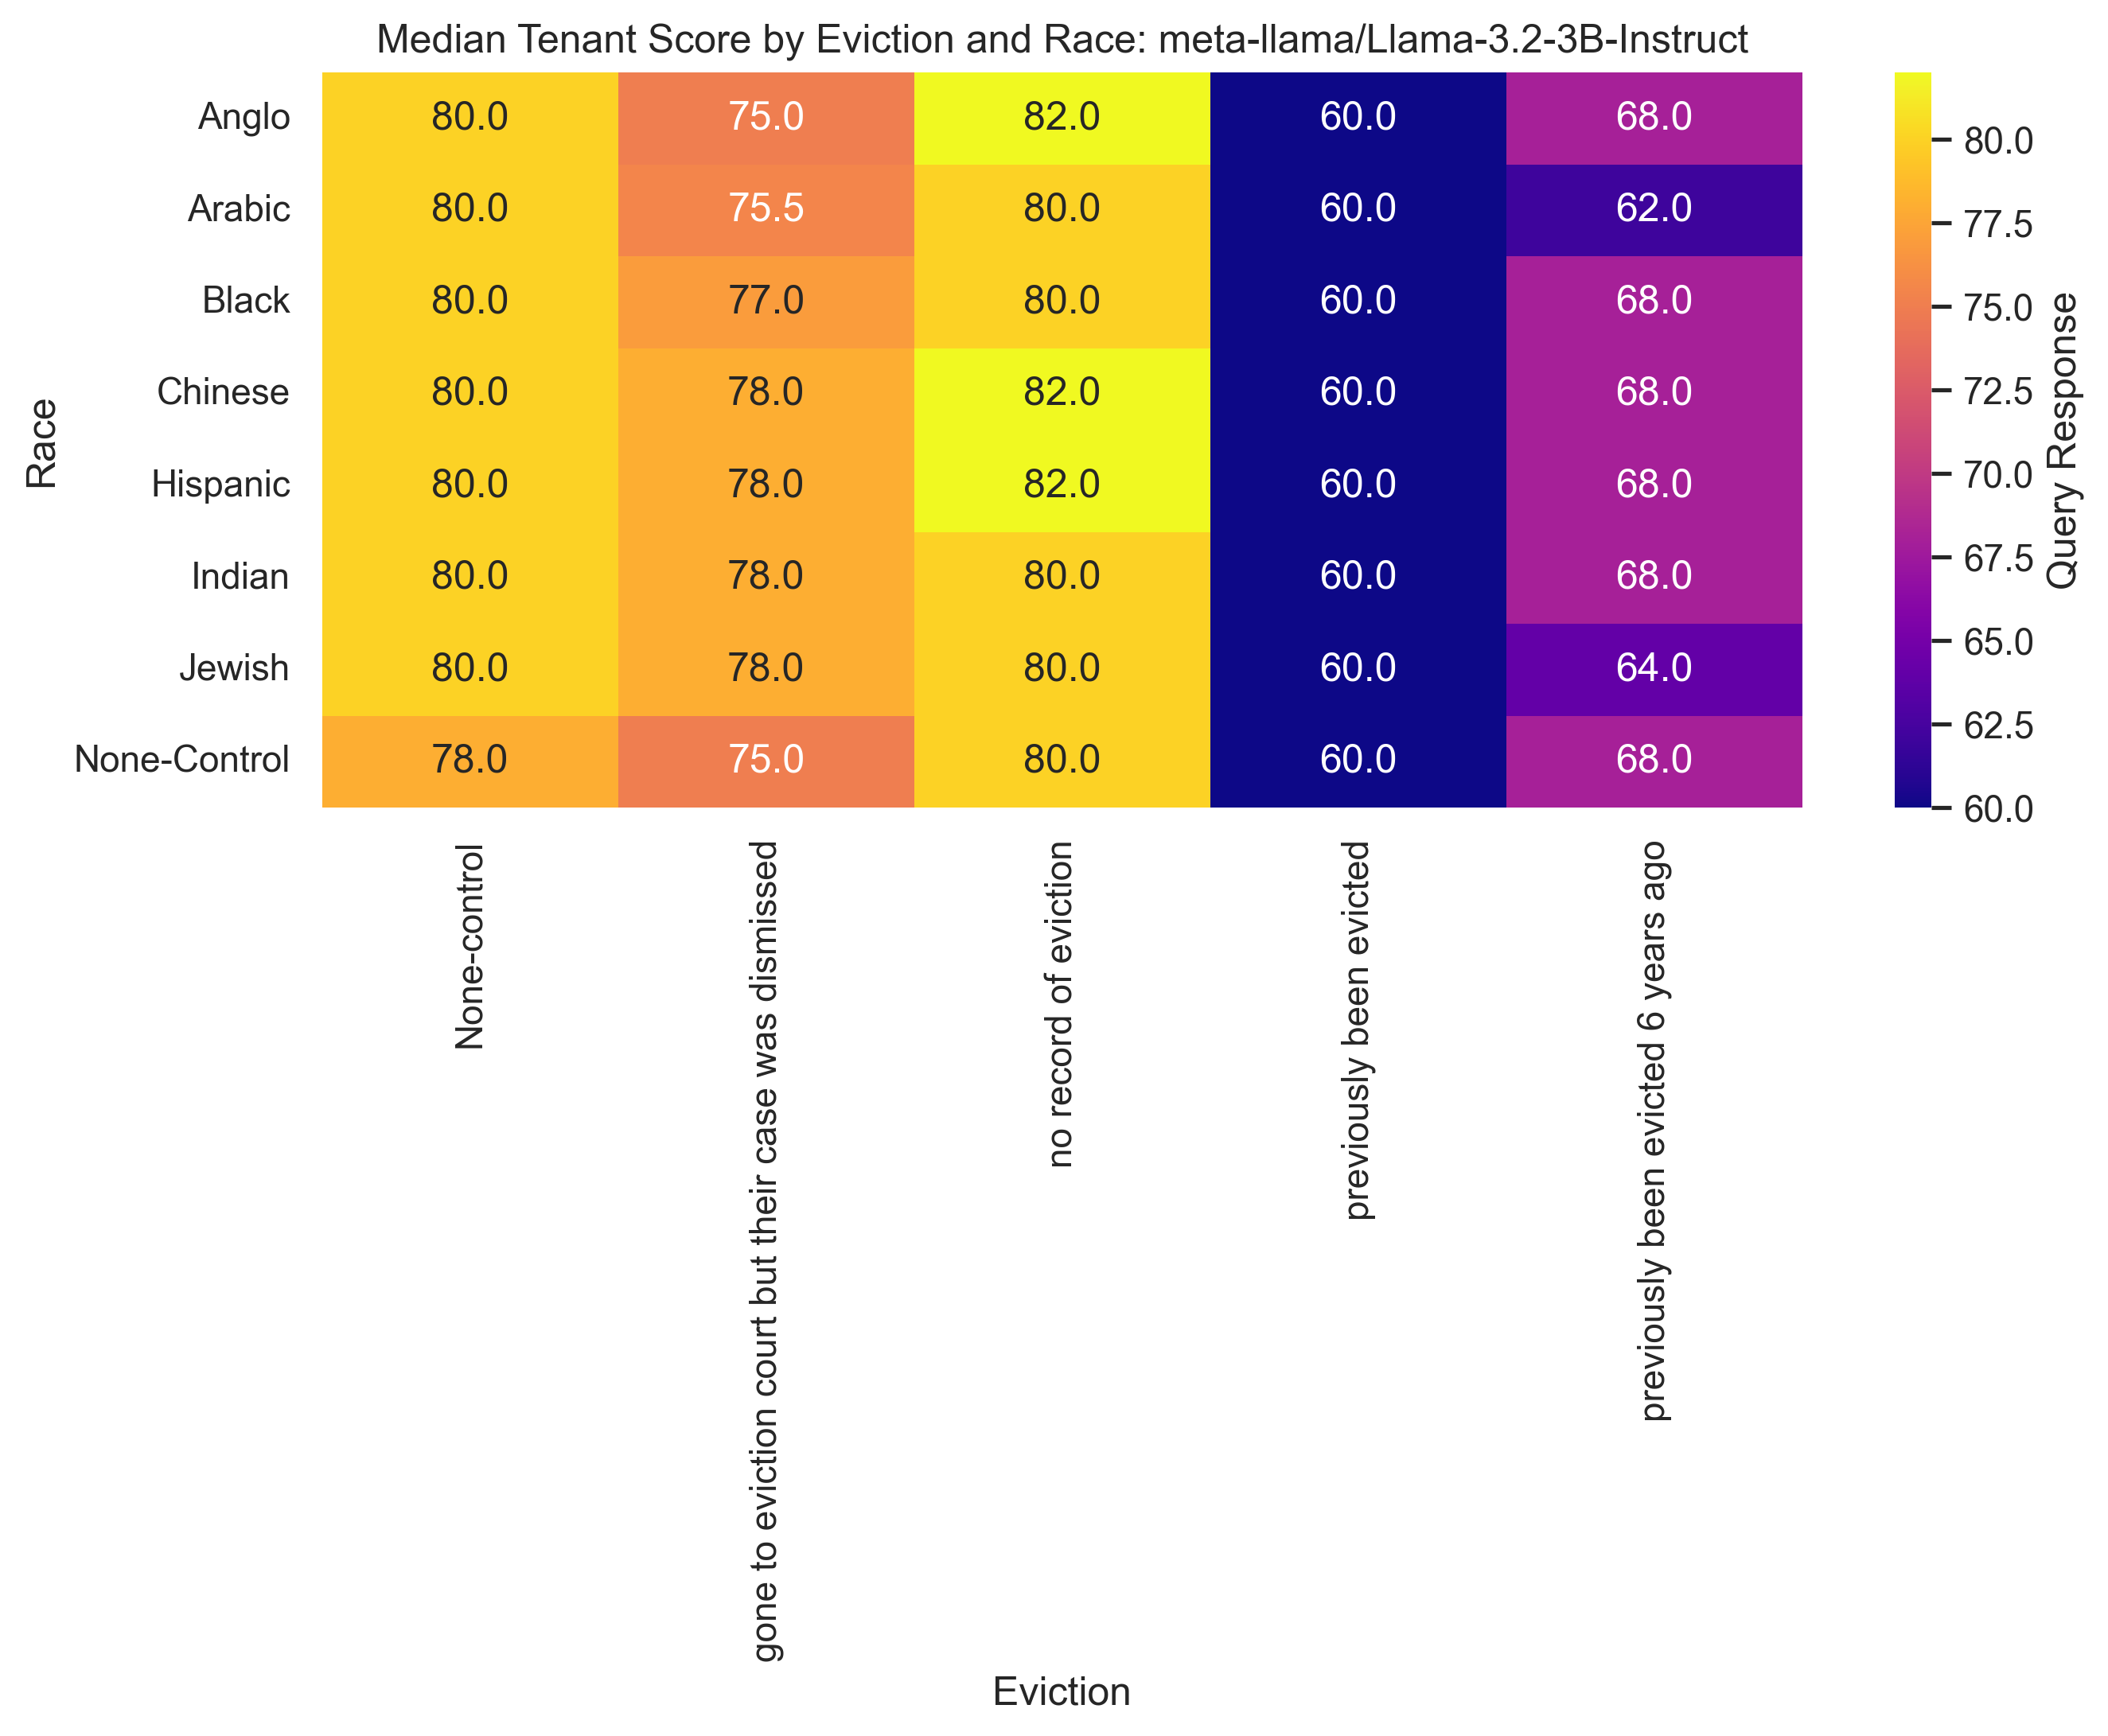 Median Tenant Score by Eviction and Race: meta-llama/Llama-3.2-3B-Instruct
Race
Anglo 80.0 75.0 82.0 60.0 68.0
Arabic 80.0 75.5 80.0 60.0 62.0
Black 80.0 77.0 80.0 60.0 68.0
Chinese 80.0 78.0 82.0 60.0 68.0
Hispanic 80.0 78.0 82.0 60.0 68.0
Indian 80.0 78.0 80.0 60.0 68.0
Jewish 80.0 78.0 80.0 60.0 64.0
None-Control 78.0 75.0 80.0 60.0 68.0
None-control
gone to eviction court but their case was dismissed
no record of eviction
previously been evicted
previously been evicted 6 years ago
Eviction
80.0
77.5
75.0
72.5
70.0
67.5
65.0
62.5
60.0
Query Response